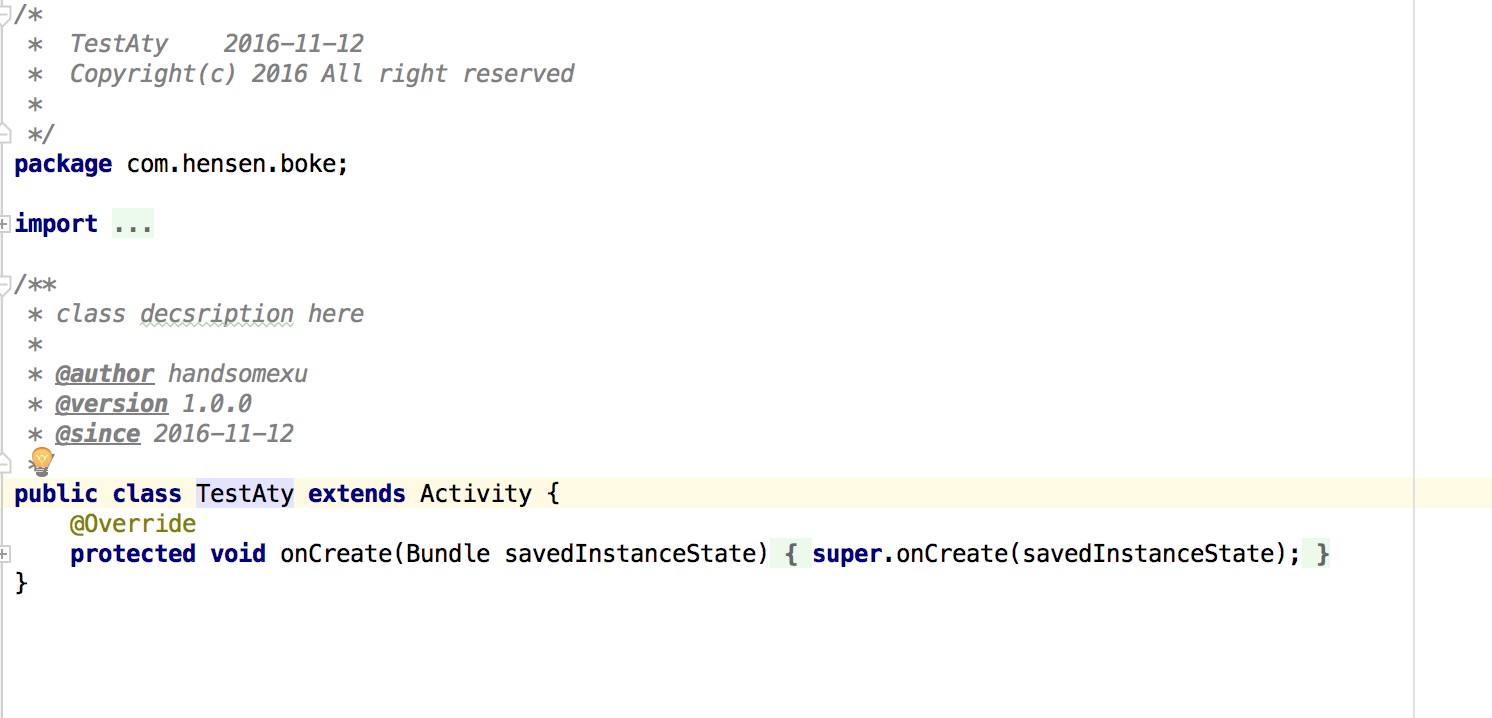 /*
 *  TestAty    2016-11-12
 *  Copyright(c) 2016 All right reserved
 *
 */
package com.hensen.boke;
import ...
/**
 * class decsription here
 *
 * @author handsomexu
 * @version 1.0.0
 * @since 2016-11-12
 */
public class TestAty extends Activity {
    @Override
    protected void onCreate(Bundle savedInstanceState) { super.onCreate(savedInstanceState); }
}